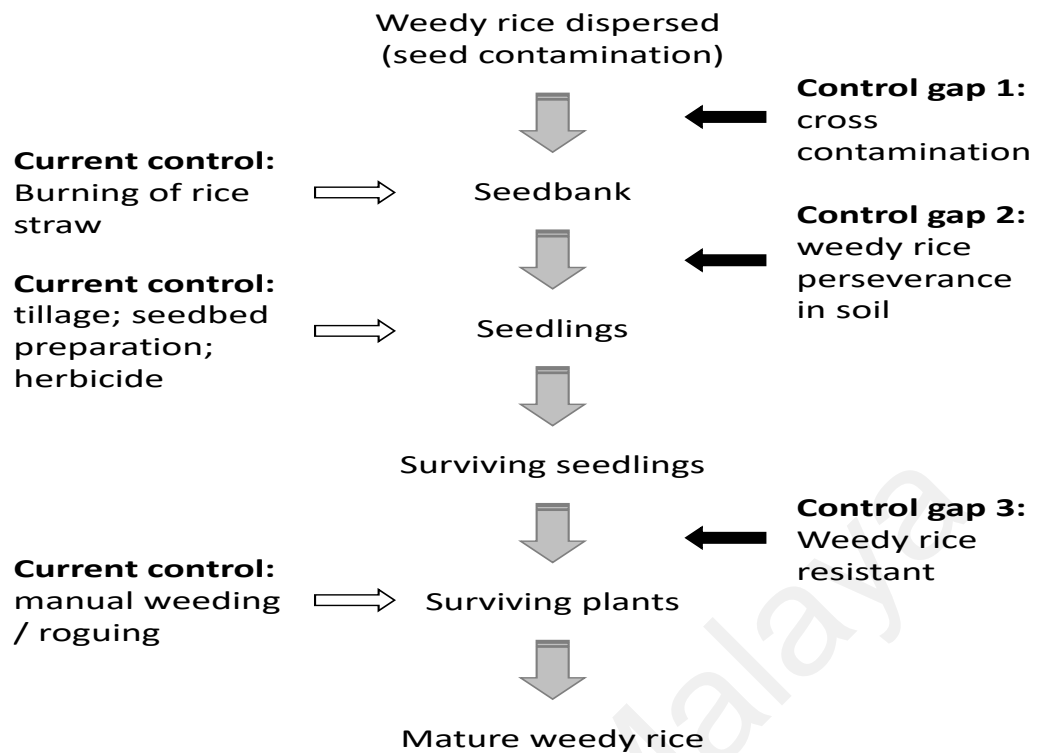 Weedy rice dispersed
(seed contamination)
Control gap 1:
cross
contamination
Current control:
Burning of rice
straw
Seedbank
Control gap 2:
weedy rice
perseverance
in soil
Current control:
tillage; seedbed
preparation;
herbicide
Seedlings
Surviving seedlings
Control gap 3:
Weedy rice
resistant
Current control:
manual weeding
/ roguing
Surviving plants
Mature weedy rice
Malaya